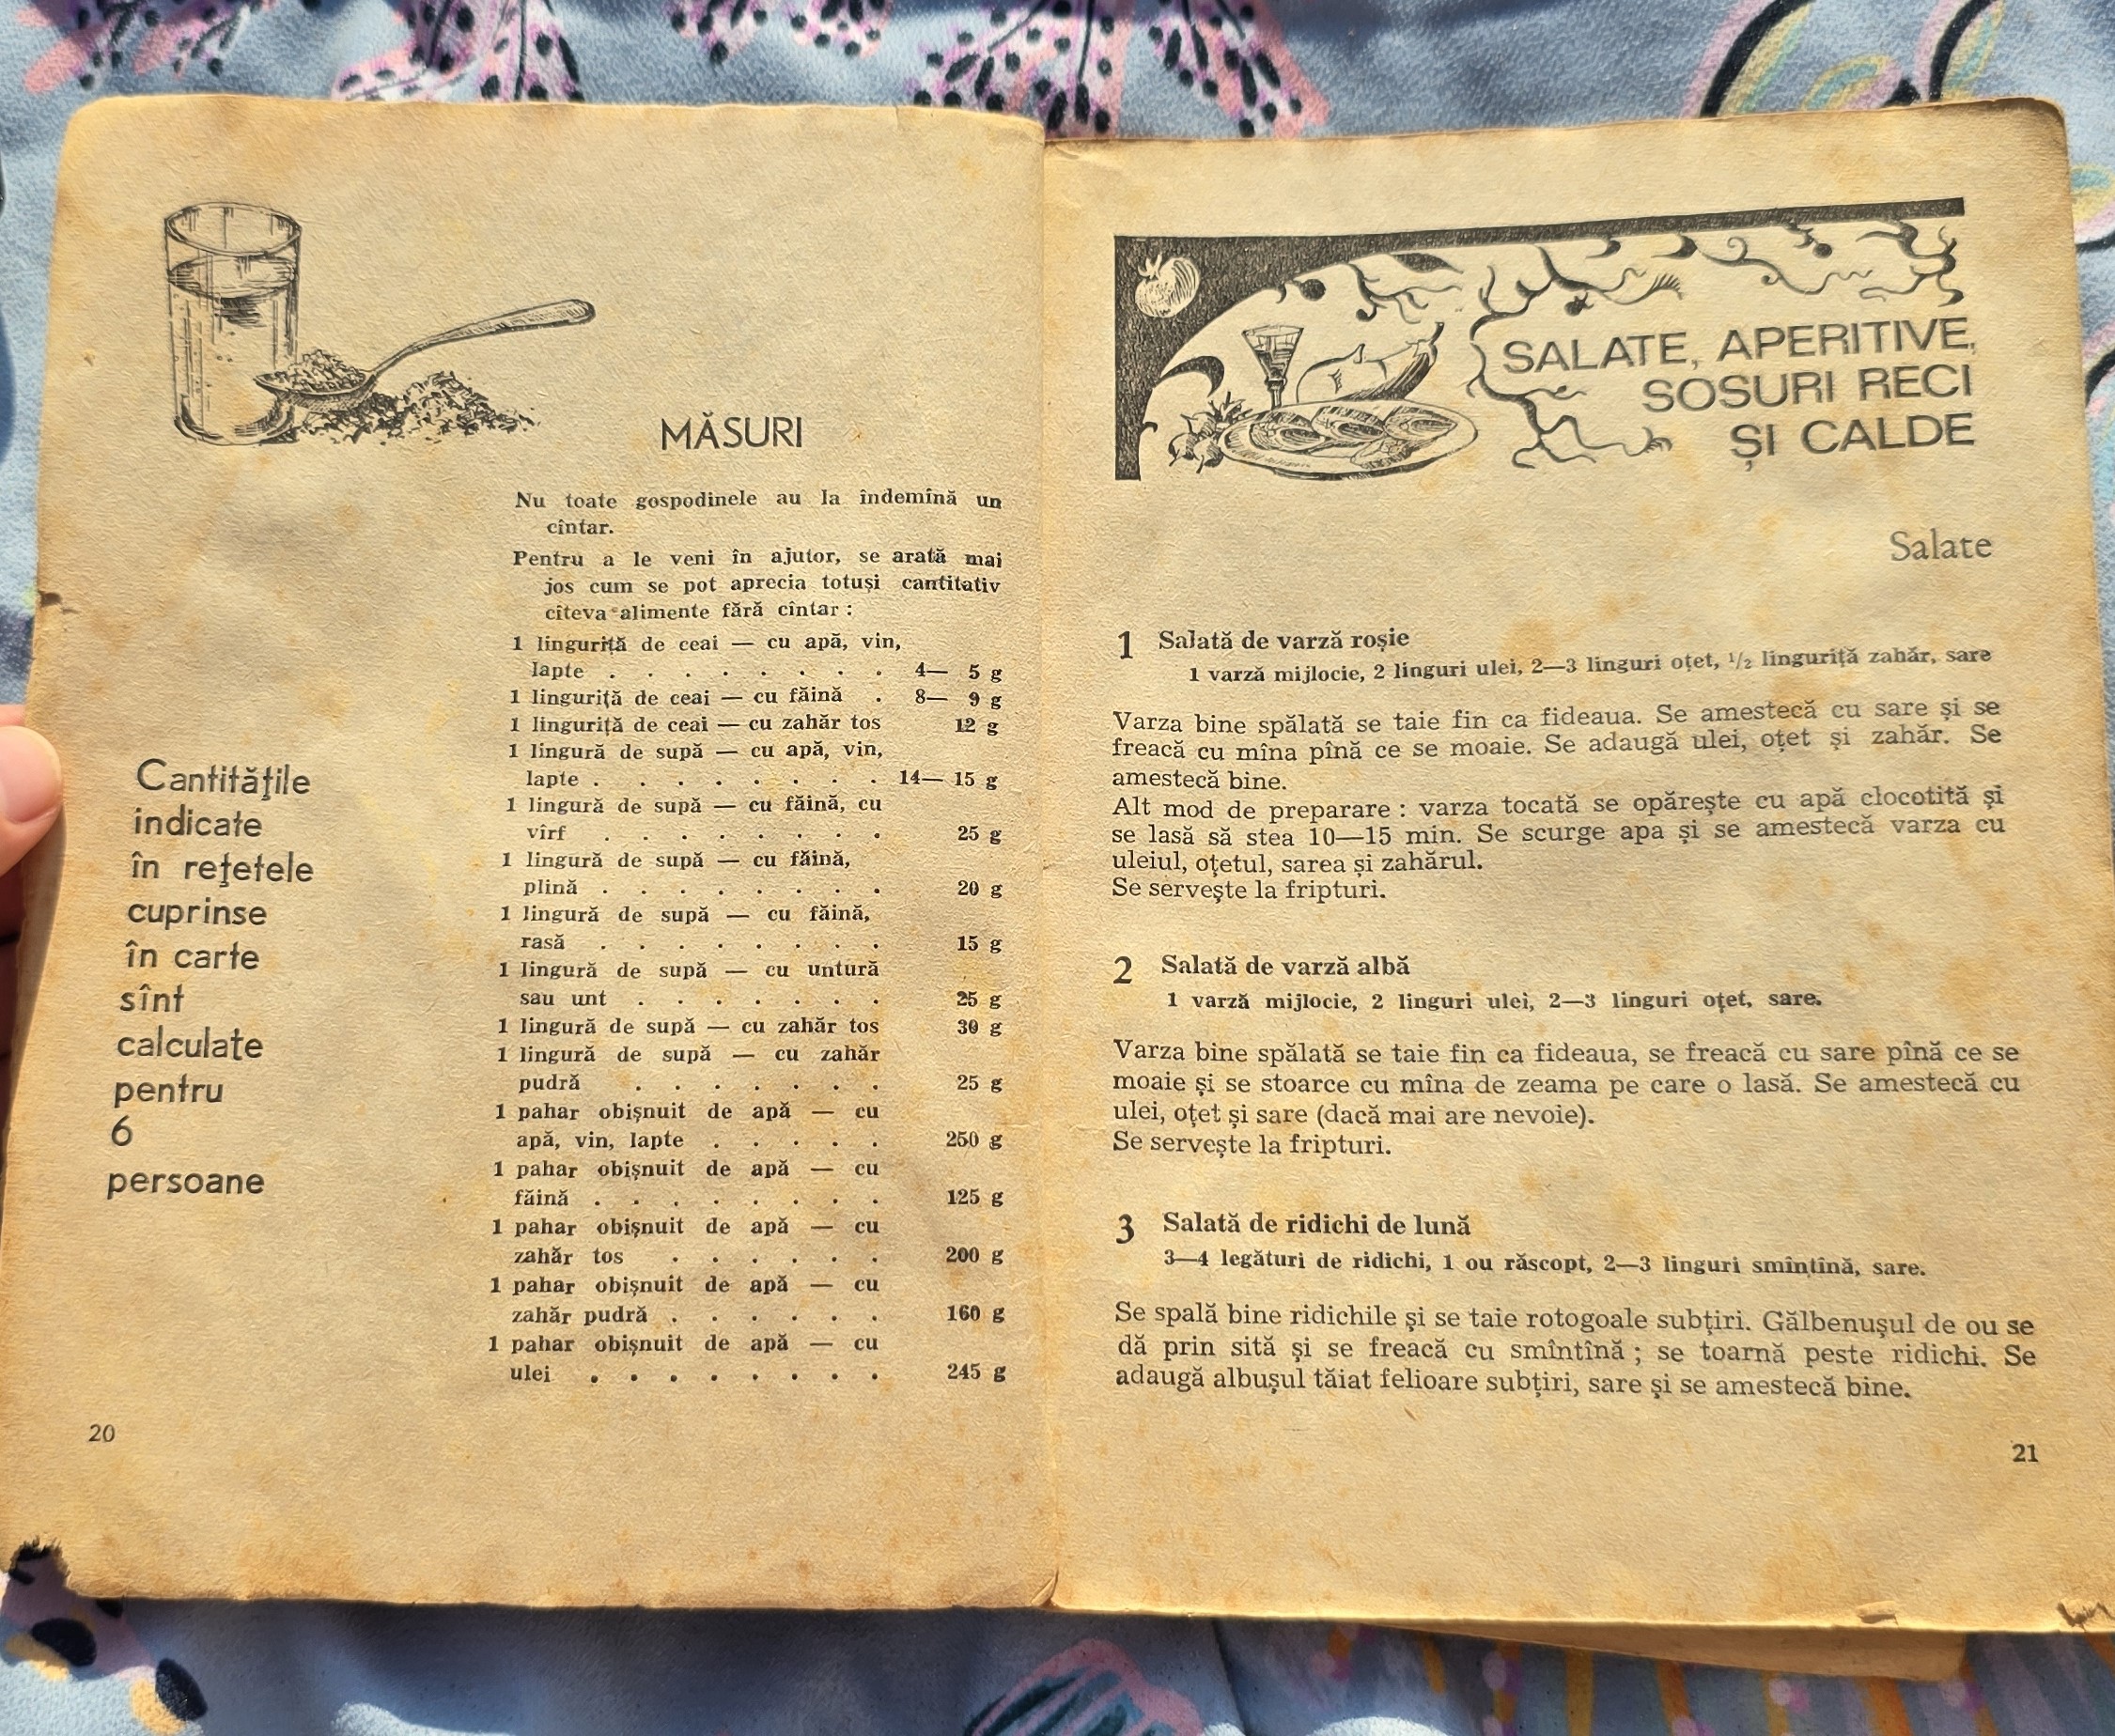 MĂSURI
Nu toate gospodinele au la îndemînă un
cîntar.
Pentru a le veni în ajutor, se arată mai
jos cum se pot aprecia totuși cantitativ
cîteva alimente fără cîntar :
1 linguriță de ceai — cu apă, vin,
lapte . . . . . . . 4— 5 g
1 linguriță de ceai — cu făină . 8— 9 g
1 linguriță de ceai — cu zahăr tos 12 g
1 lingură de supă — cu apă, vin,
lapte . . . . . . . . 14— 15 g
1 lingură de supă — cu făină, cu
vîrf . . . . . . . . 25 g
1 lingură de supă — cu făină,
plină . . . . . . . . 20 g
1 lingură de supă — cu făină,
rasă . . . . . . . . 15 g
1 lingură de supă — cu untură
sau unt . . . . . . . 25 g
1 lingură de supă — cu zahăr tos 30 g
1 lingură de supă — cu zahăr
pudră . . . . . . . 25 g
1 pahar obișnuit de apă — cu
apă, vin, lapte . . . . . 250 g
1 pahar obișnuit de apă — cu
făină . . . . . . . . 125 g
1 pahar obișnuit de apă — cu
zahăr tos . . . . . . 200 g
1 pahar obișnuit de apă — cu
zahăr pudră . . . . . . 160 g
1 pahar obișnuit de apă — cu
ulei . . . . . . . . 245 g
Cantitățile
indicate
în rețetele
cuprinse
în carte
sînt
calculate
pentru
6
persoane
20
SALATE, APERITIVE,
SOSURI RECI
ȘI CALDE
Salate
1 Salată de varză roșie
1 varză mijlocie, 2 linguri ulei, 2—3 linguri oțet, ½ linguriță zahăr, sare
Varza bine spălată se taie fin ca fideaua. Se amestecă cu sare și se
freacă cu mîna pînă ce se moaie. Se adaugă ulei, oțet și zahăr. Se
amestecă bine.
Alt mod de preparare : varza tocată se opărește cu apă clocotită și
se lasă să stea 10—15 min. Se scurge apa și se amestecă varza cu
uleiul, oțetul, sarea și zahărul.
Se servește la fripturi.
2 Salată de varză albă
1 varză mijlocie, 2 linguri ulei, 2—3 linguri oțet, sare.
Varza bine spălată se taie fin ca fideaua, se freacă cu sare pînă ce se
moaie și se stoarce cu mîna de zeama pe care o lasă. Se amestecă cu
ulei, oțet și sare (dacă mai are nevoie).
Se servește la fripturi.
3 Salată de ridichi de lună
3—4 legături de ridichi, 1 ou răscopt, 2—3 linguri smîntînă, sare.
Se spală bine ridichile și se taie rotogoale subțiri. Gălbenușul de ou se
dă prin sită și se freacă cu smîntînă ; se toarnă peste ridichi. Se
adaugă albușul tăiat felioare subțiri, sare și se amestecă bine.
21